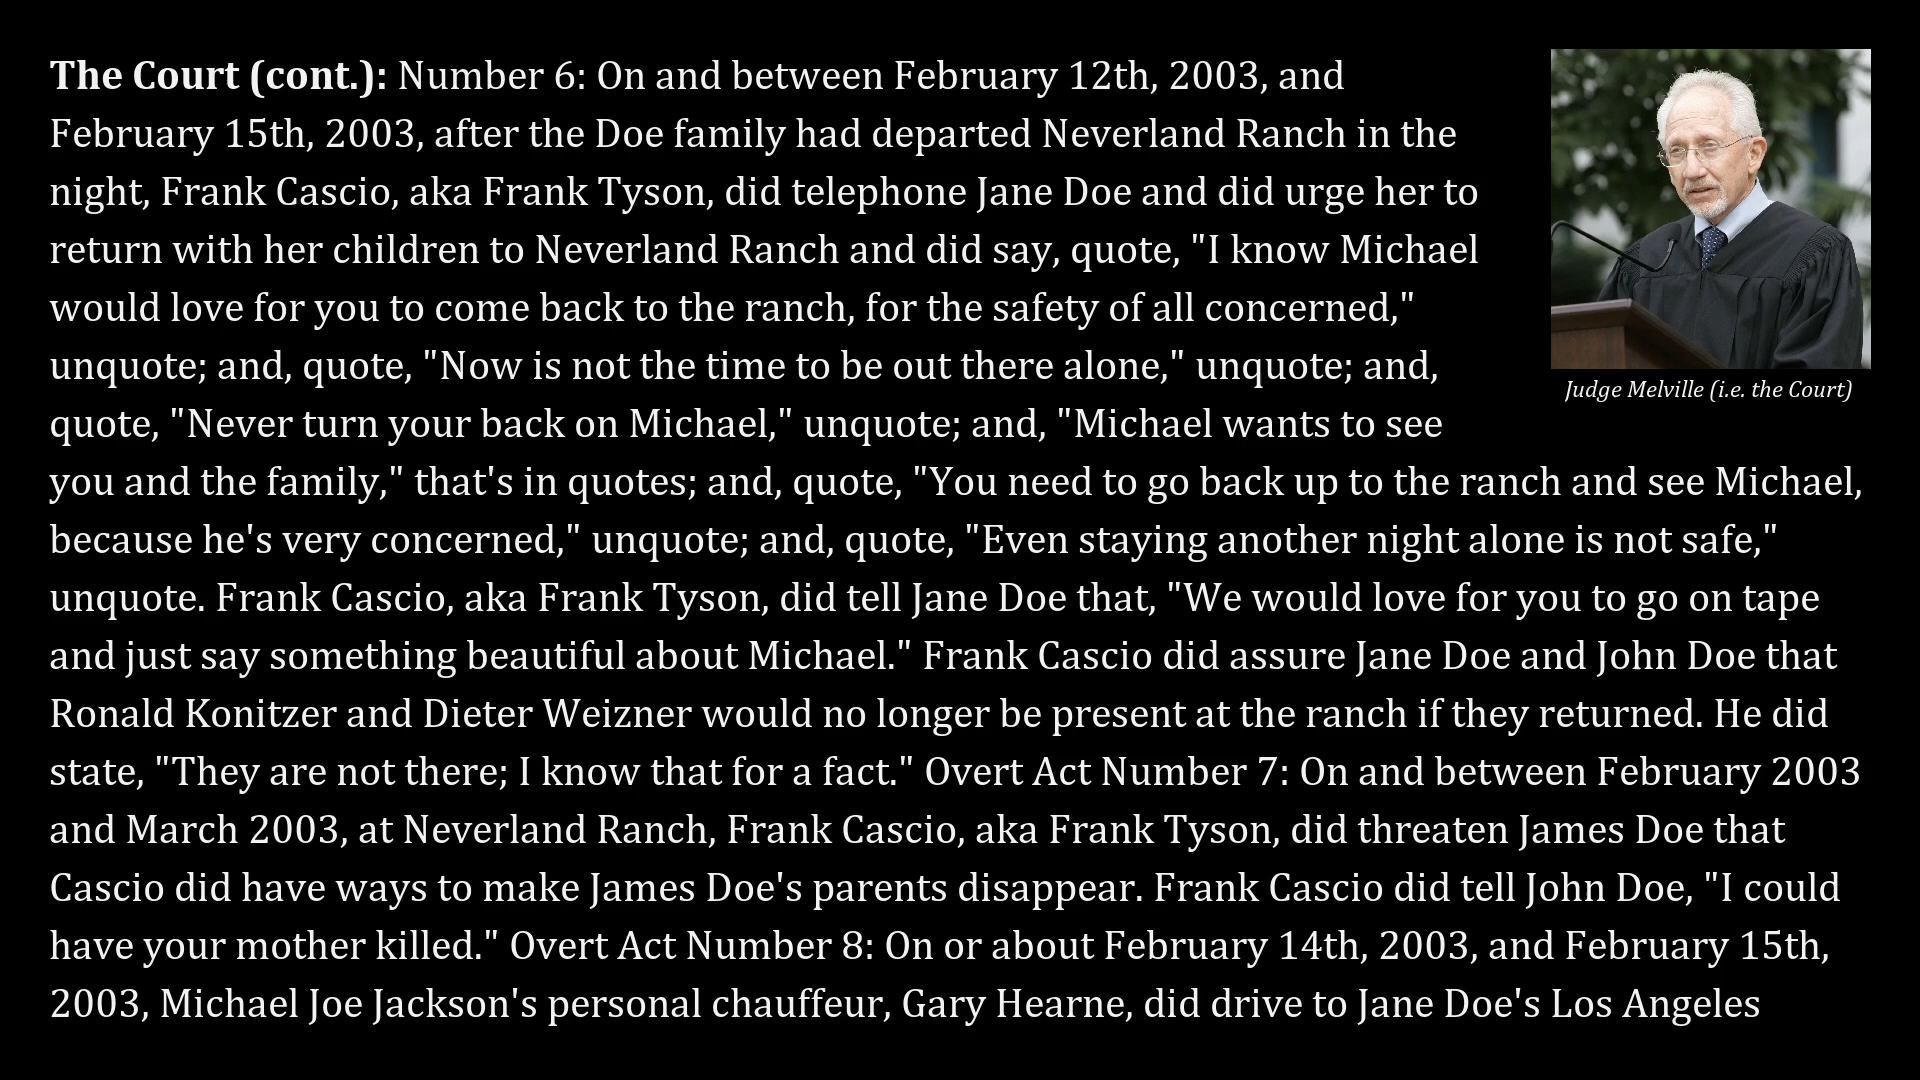 The Court (cont.): Number 6: On and between February 12th, 2003, and
February 15th, 2003, after the Doe family had departed Neverland Ranch in the
night, Frank Cascio, aka Frank Tyson, did telephone Jane Doe and did urge her to
return with her children to Neverland Ranch and did say, quote, "I know Michael
would love for you to come back to the ranch, for the safety of all concerned,"
unquote; and, quote, "Now is not the time to be out there alone," unquote; and,
quote, "Never turn your back on Michael," unquote; and, "Michael wants to see
you and the family," that's in quotes; and, quote, "You need to go back up to the ranch and see Michael,
because he's very concerned," unquote; and, quote, "Even staying another night alone is not safe,"
unquote. Frank Cascio, aka Frank Tyson, did tell Jane Doe that, "We would love for you to go on tape
and just say something beautiful about Michael." Frank Cascio did assure Jane Doe and John Doe that
Ronald Konitzer and Dieter Weizner would no longer be present at the ranch if they returned. He did
state, "They are not there; I know that for a fact." Overt Act Number 7: On and between February 2003
and March 2003, at Neverland Ranch, Frank Cascio, aka Frank Tyson, did threaten James Doe that
Cascio did have ways to make James Doe's parents disappear. Frank Cascio did tell John Doe, "I could
have your mother killed." Overt Act Number 8: On or about February 14th, 2003, and February 15th,
2003, Michael Joe Jackson's personal chauffeur, Gary Hearne, did drive to Jane Doe's Los Angeles
Judge Melville (i.e. the Court)